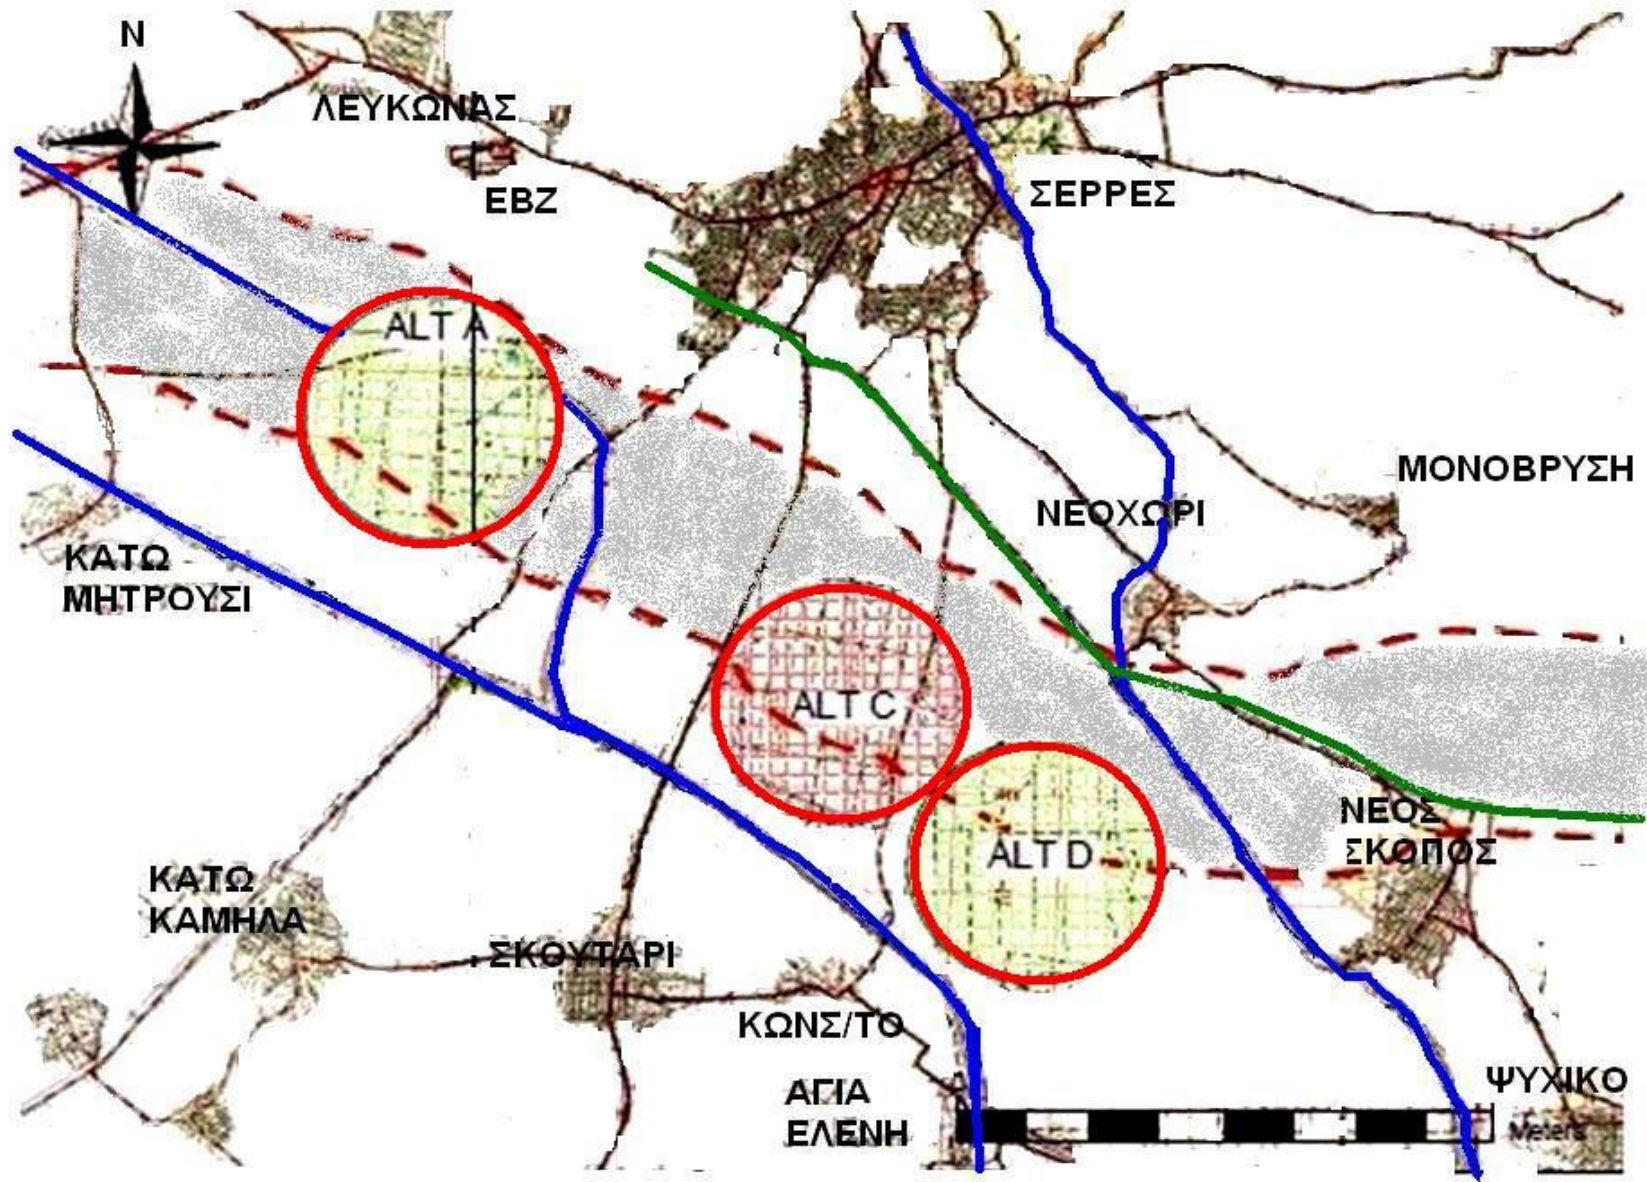 N
ΛΕΥΚΩΝΑΣ
ΕΒΖ
ΣΕΡΡΕΣ
ALT A
ΜΟΝΟΒΡΥΣΗ
ΝΕΟΧΩΡΙ
ΚΑΤΩ
ΜΗΤΡΟΥΣΙ
ALT C
ΝΕΟΣ
ΣΚΟΠΟΣ
ALT D
ΚΑΤΩ
ΚΑΜΗΛΑ
ΣΚΟΥΤΑΡΙ
ΚΩΝΣ/ΤΟ
ΑΓΙΑ
ΕΛΕΝΗ
ΨΥΧΙΚΟ
Meters